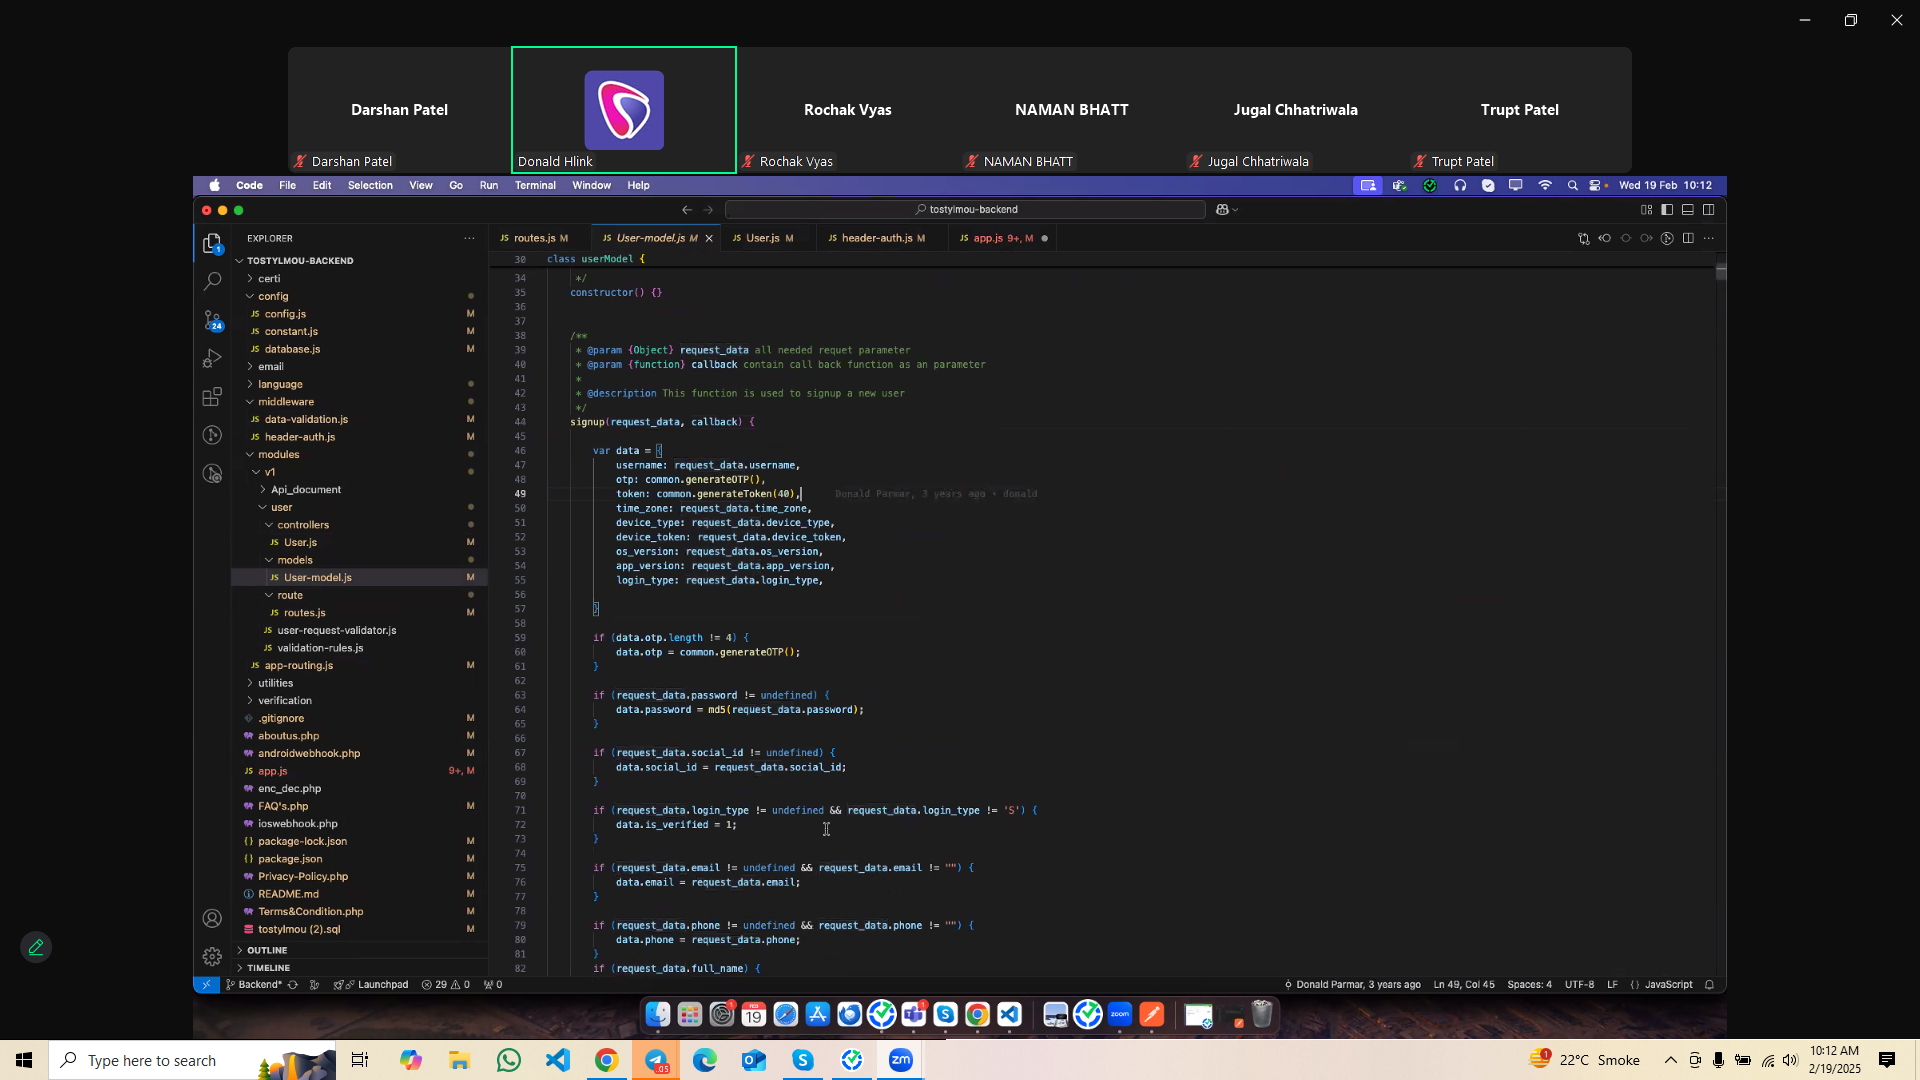 Darshan Patel
Rochak Vyas
NAMAN BHATT
Jugal Chhatriwala
Trupt Patel
Darshan Patel
Donald Hlink
Rochak Vyas
NAMAN BHATT
Jugal Chhatriwala
Trupt Patel
Code File Edit Selection View Go Run Terminal Window Help
Wed 19 Feb 10:12
tostylmou-backend
EXPLORER
routes.js M
User-model.js M
User.js M
header-auth.js M
app.js 9+, M
TOSTYLMOU-BACKEND
certi
config
config.js M
constant.js M
database.js M
email
language
middleware
data-validation.js M
header-auth.js M
modules
v1
Api_document
user
controllers
User.js M
models
User-model.js M
route
routes.js M
user-request-validator.js
validation-rules.js
app-routing.js M
utilities
verification
.gitignore M
aboutus.php M
androidwebhook.php M
app.js 9+, M
enc_dec.php
FAQ's.php M
ioswebhook.php
package-lock.json M
package.json M
Privacy-Policy.php M
README.md M
Terms&Condition.php M
tostylmou (2).sql M
OUTLINE
TIMELINE
30 class userModel {
34 */
35 constructor() {}
36
37
38 /**
39 * @param {Object} request_data all needed requet parameter
40 * @param {function} callback contain call back function as an parameter
41 *
42 * @description This function is used to signup a new user
43 */
44 signup(request_data, callback) {
45
46 var data = {
47 username: request_data.username,
48 otp: common.generateOTP(),
49 token: common.generateToken(40), Donald Parmar, 3 years ago • donald
50 time_zone: request_data.time_zone,
51 device_type: request_data.device_type,
52 device_token: request_data.device_token,
53 os_version: request_data.os_version,
54 app_version: request_data.app_version,
55 login_type: request_data.login_type,
56
57 }
58
59 if (data.otp.length != 4) {
60 data.otp = common.generateOTP();
61 }
62
63 if (request_data.password != undefined) {
64 data.password = md5(request_data.password);
65 }
66
67 if (request_data.social_id != undefined) {
68 data.social_id = request_data.social_id;
69 }
70
71 if (request_data.login_type != undefined && request_data.login_type != 'S') {
72 data.is_verified = 1;
73 }
74
75 if (request_data.email != undefined && request_data.email != "") {
76 data.email = request_data.email;
77 }
78
79 if (request_data.phone != undefined && request_data.phone != "") {
80 data.phone = request_data.phone;
81 }
82 if (request_data.full_name) {
1
24
Backend* Launchpad 29 0 0
Donald Parmar, 3 years ago Ln 49, Col 45 Spaces: 4 UTF-8 LF {} JavaScript
FEB
19
zoom
Type here to search
.05
zm
1
22°C Smoke
10:12 AM
2/19/2025